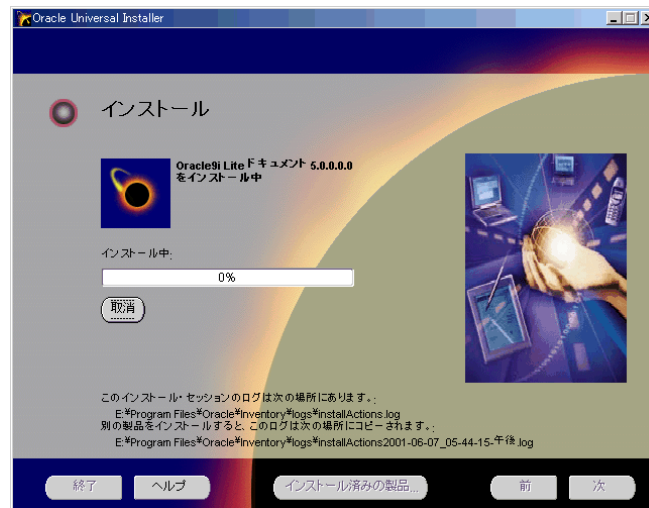 Oracle Universal Installer
インストール
Oracle9i Lite ドキュメント 5.0.0.0.0
をインストール中
インストール中:
0%
取消
このインストール・セッションのログは次の場所にあります。:
E:¥Program Files¥Oracle¥Inventory¥logs¥installActions.log
別の製品をインストールすると、このログは次の場所にコピーされます。:
E:¥Program Files¥Oracle¥Inventory¥logs¥installActions2001-06-07_05-44-15-午後.log
終了 ヘルプ インストール済みの製品... 前 次